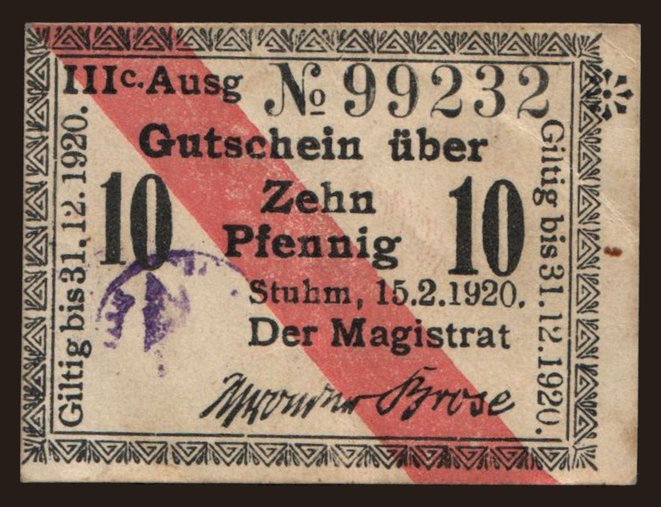 IIIc. Ausg № 99232
Gutschein über
10 Zehn 10
Pfennig
Stuhm, 15.2.1920.
Der Magistrat
Brose
Giltig bis 31.12.1920.
Giltig bis 31.12.1920.